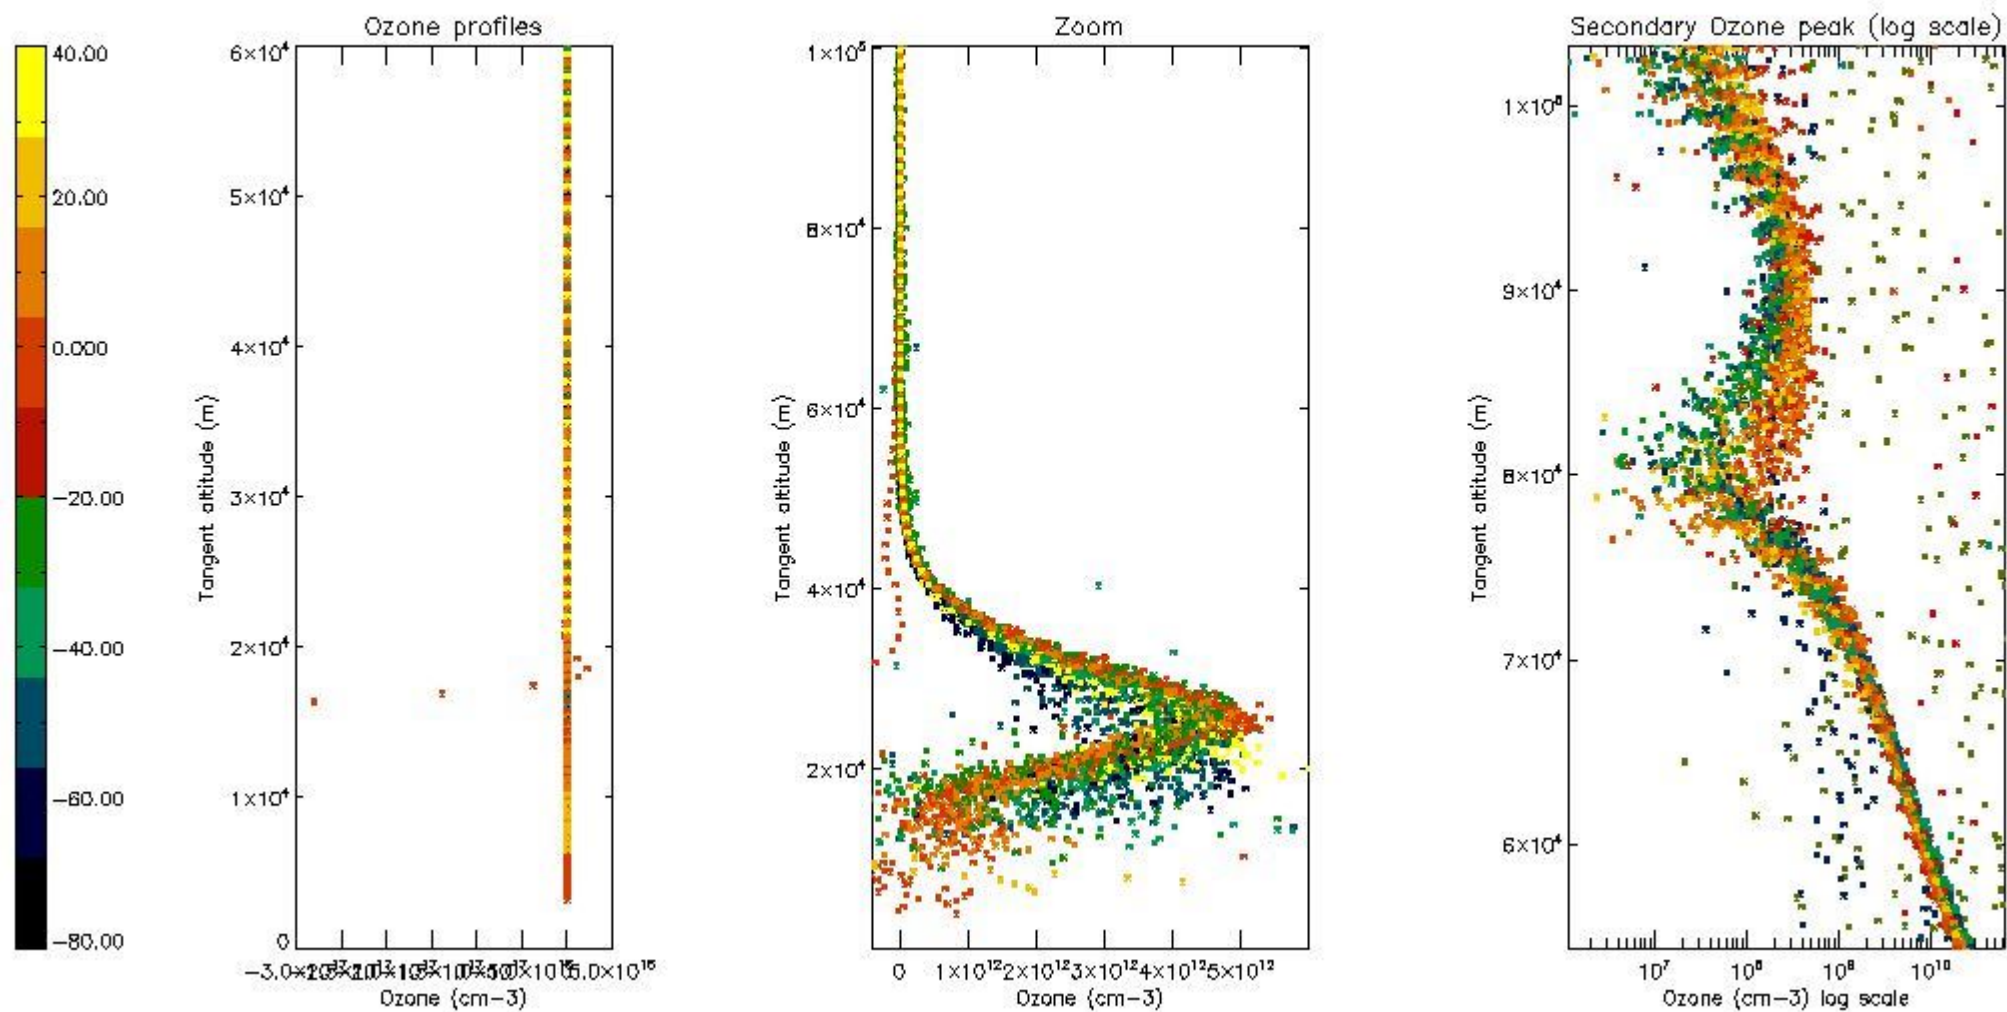 Ozone profiles
Zoom
Secondary Ozone peak (log scale)
40.00
20.00
0.000
−20.00
−40.00
−60.00
−80.00
6×10⁴
5×10⁴
4×10⁴
3×10⁴
2×10⁴
1×10⁴
0
Tangent altitude (m)
5.0×10¹⁵
Ozone (cm−3)
1×10⁵
8×10⁴
6×10⁴
4×10⁴
2×10⁴
Tangent altitude (m)
0 1×10¹² 2×10¹² 3×10¹² 4×10¹² 5×10¹²
Ozone (cm−3)
9×10⁴
8×10⁴
7×10⁴
6×10⁴
Tangent altitude (m)
10⁷ 10⁸ 10⁹ 10¹⁰
Ozone (cm−3) log scale